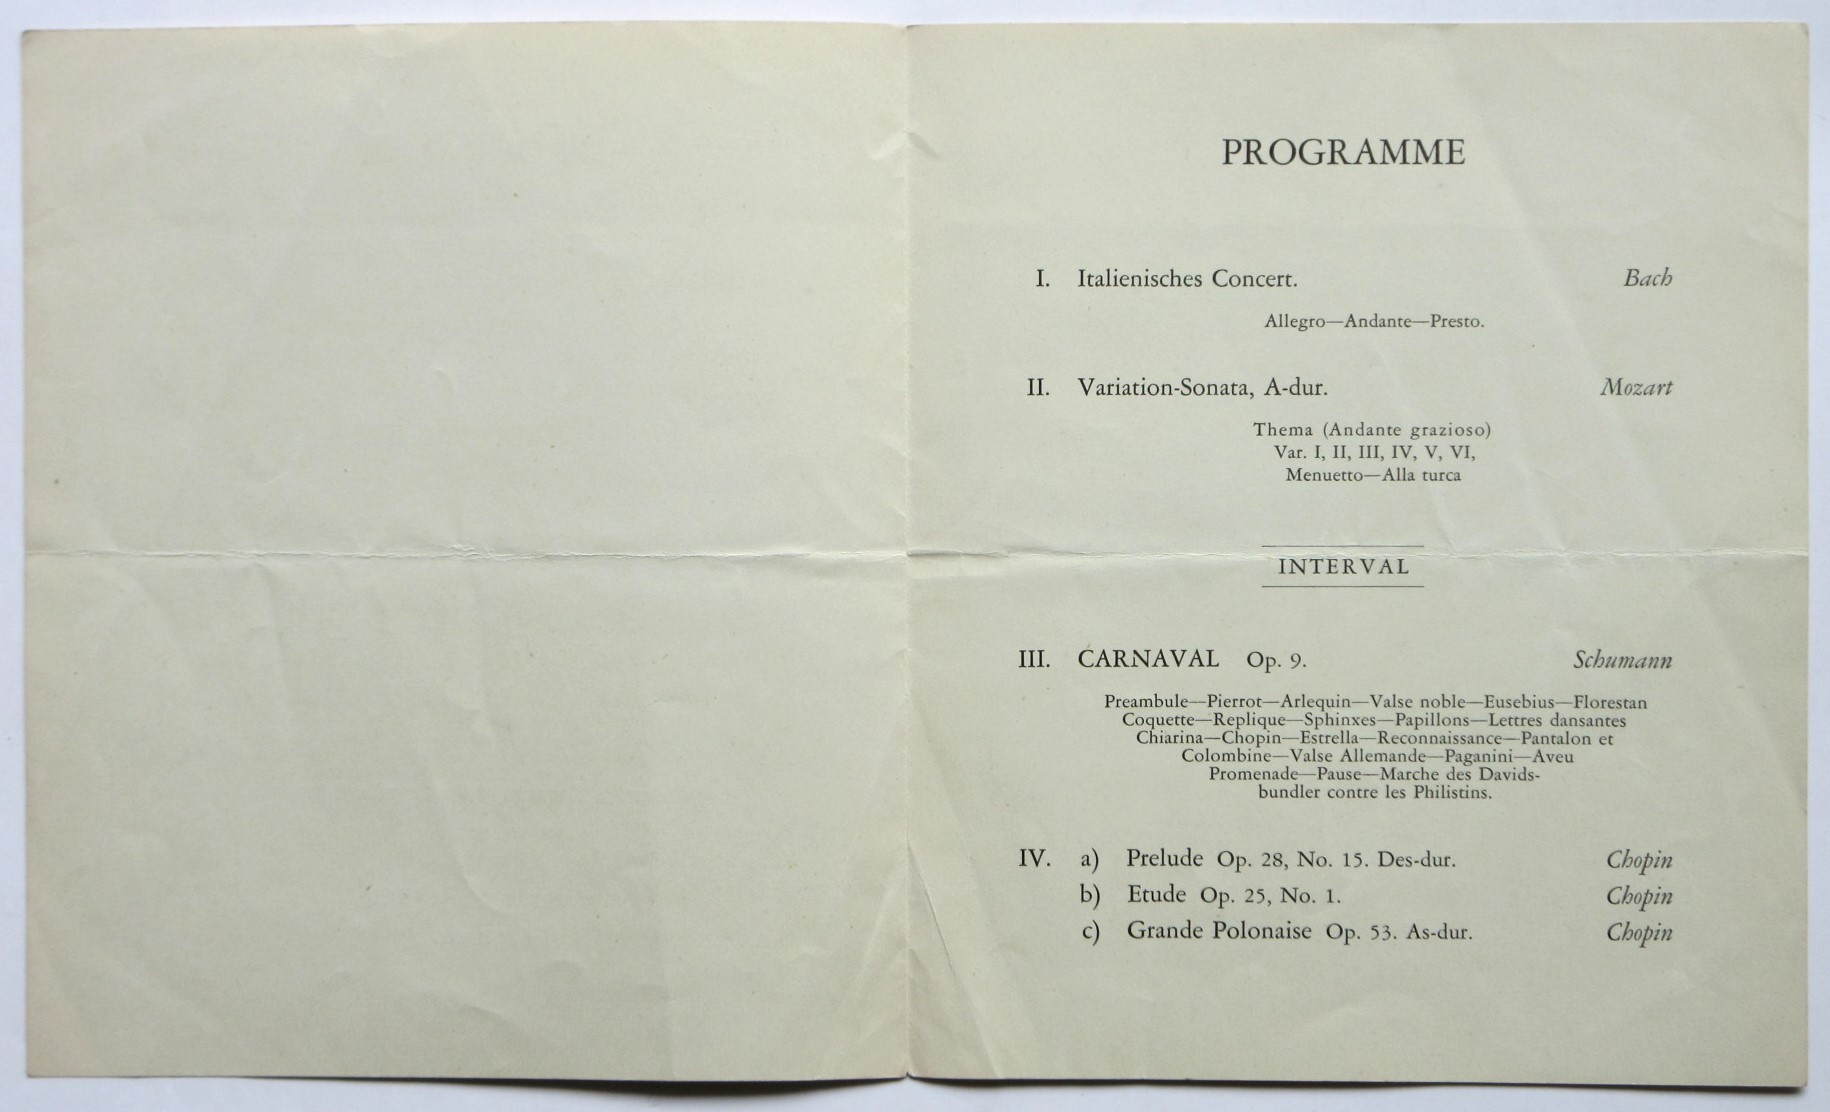 PROGRAMME
I. Italienisches Concert. Bach
Allegro—Andante—Presto.
II. Variation-Sonata, A-dur. Mozart
Thema (Andante grazioso)
Var. I, II, III, IV, V, VI,
Menuetto—Alla turca
INTERVAL
III. CARNAVAL Op. 9. Schumann
Preambule—Pierrot—Arlequin—Valse noble—Eusebius—Florestan
Coquette—Replique—Sphinxes—Papillons—Lettres dansantes
Chiarina—Chopin—Estrella—Reconnaissance—Pantalon et
Colombine—Valse Allemande—Paganini—Aveu
Promenade—Pause—Marche des Davids-
bundler contre les Philistins.
IV. a) Prelude Op. 28, No. 15. Des-dur. Chopin
b) Etude Op. 25, No. 1. Chopin
c) Grande Polonaise Op. 53. As-dur. Chopin